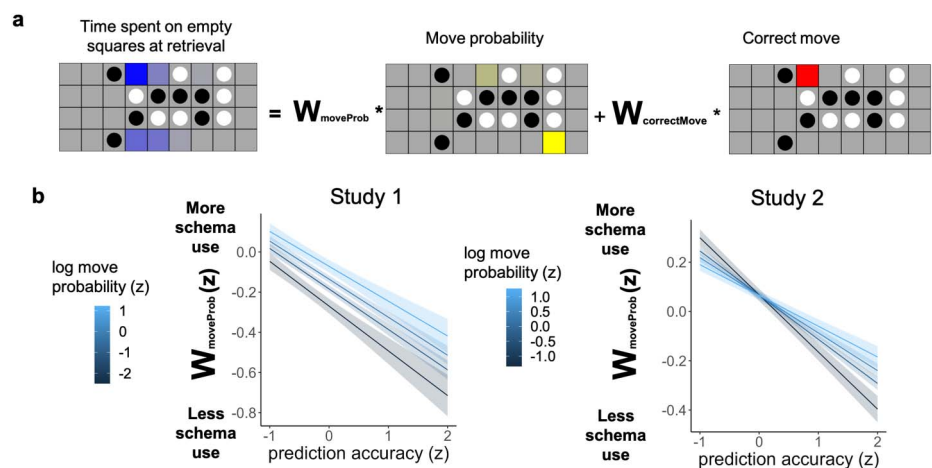 a
Time spent on empty
squares at retrieval
Move probability
Correct move
= W moveProb *
+ W correctMove *
b
Study 1
More
schema
use
log move
probability (z)
1
0
-1
-2
W moveProb (z)
0.0
-0.2
-0.4
-0.6
-0.8
Less
schema
use
-1 0 1 2
prediction accuracy (z)
Study 2
More
schema
use
log move
probability (z)
1.0
0.5
0.0
-0.5
-1.0
W moveProb (z)
0.2
0.0
-0.2
-0.4
Less
schema
use
-1 0 1 2
prediction accuracy (z)